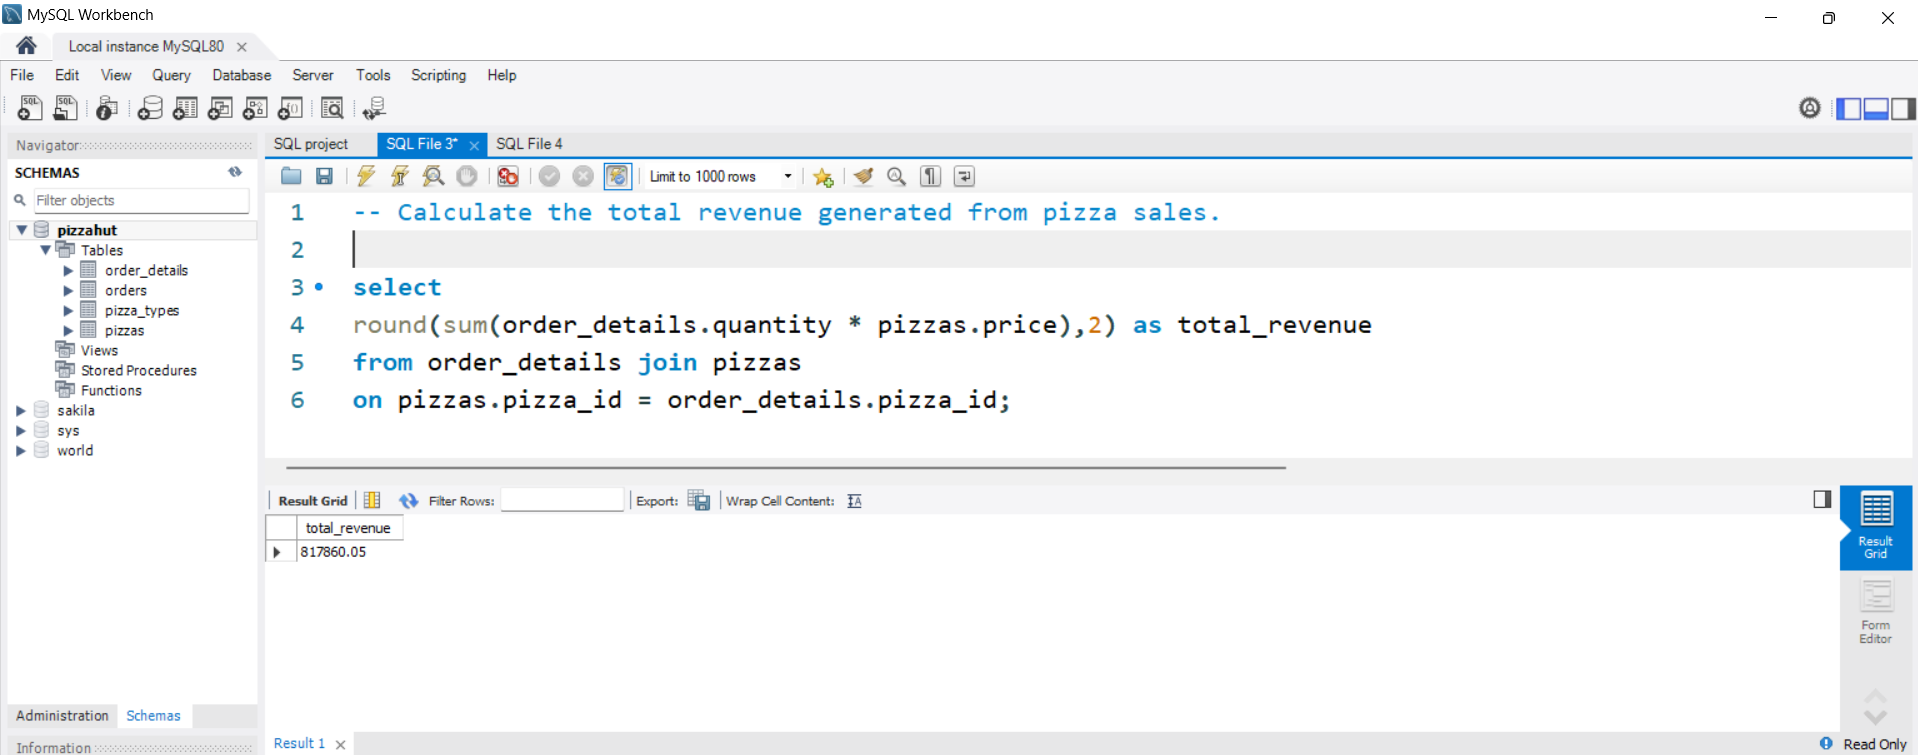 MySQL Workbench
Local instance MySQL80
File Edit View Query Database Server Tools Scripting Help
Navigator
SCHEMAS
Filter objects
pizzahut
Tables
order_details
orders
pizza_types
pizzas
Views
Stored Procedures
Functions
sakila
sys
world
Administration Schemas
Information
SQL project SQL File 3* SQL File 4
Limit to 1000 rows
1 -- Calculate the total revenue generated from pizza sales.
2
3 select
4 round(sum(order_details.quantity * pizzas.price),2) as total_revenue
5 from order_details join pizzas
6 on pizzas.pizza_id = order_details.pizza_id;
Result Grid Filter Rows: Export: Wrap Cell Content:
total_revenue
817860.05
Result
Grid
Form
Editor
Result 1
Read Only